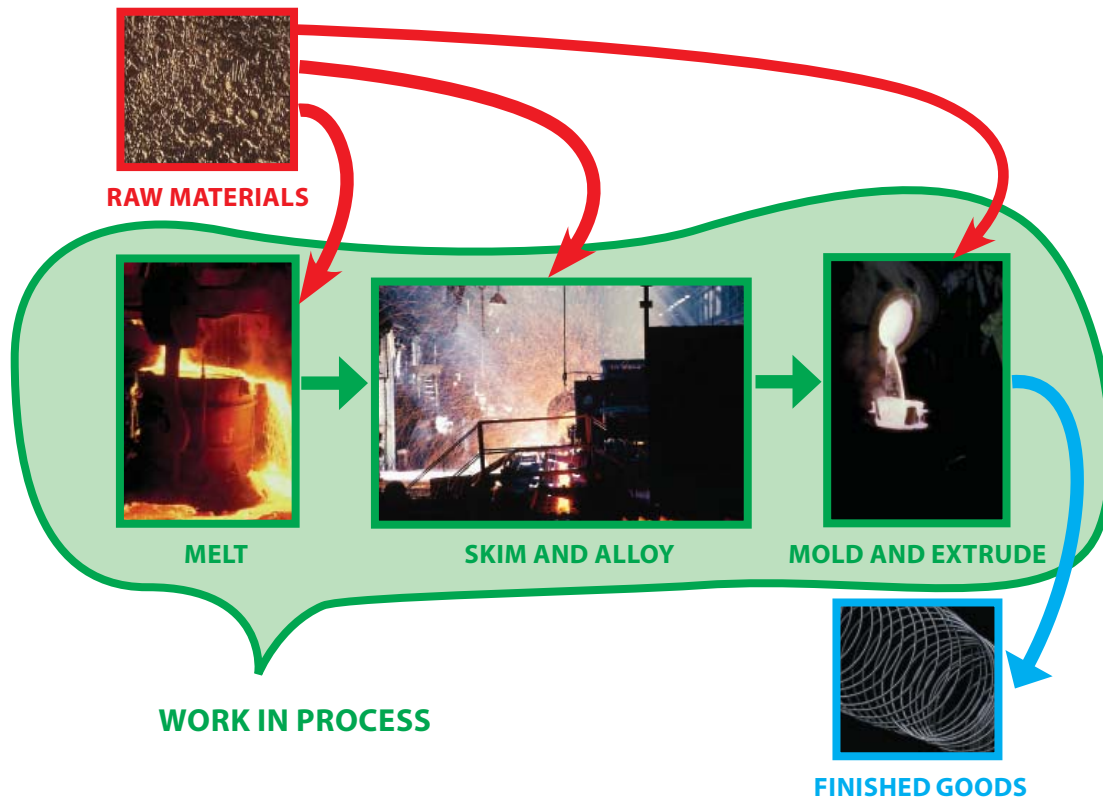 RAW MATERIALS
MELT
SKIM AND ALLOY
MOLD AND EXTRUDE
WORK IN PROCESS
FINISHED GOODS